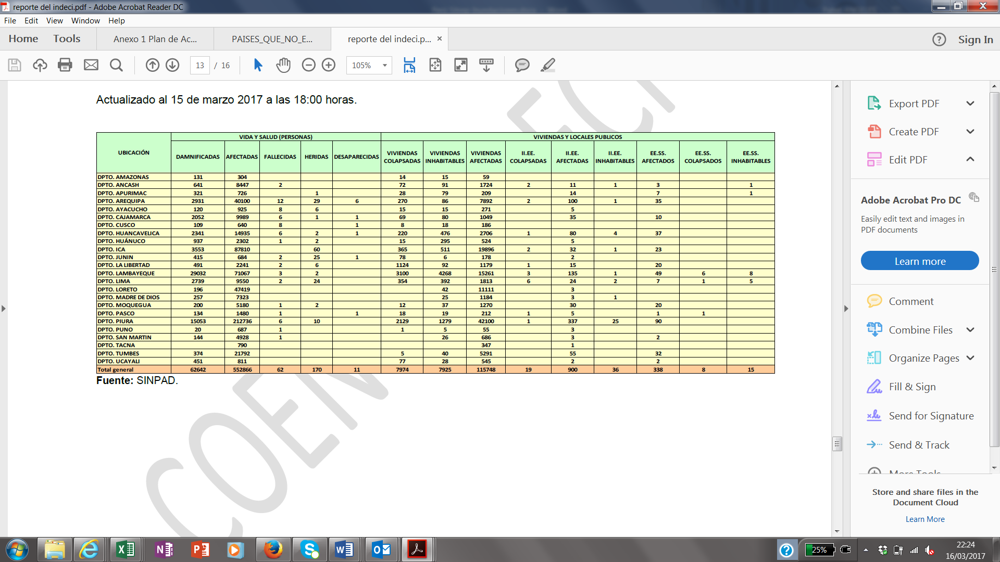 reporte del indeci.pdf - Adobe Acrobat Reader DC
File Edit View Window Help
Home Tools Anexo 1 Plan de Ac... PAISES_QUE_NO_E... reporte del indeci.p... × Sign In
13 / 16 105%
Actualizado al 15 de marzo 2017 a las 18:00 horas.
UBICACIÓN VIDA Y SALUD (PERSONAS) VIVIENDAS Y LOCALES PUBLICOS
DAMNIFICADAS AFECTADAS FALLECIDAS HERIDAS DESAPARECIDAS VIVIENDAS COLAPSADAS VIVIENDAS INHABITABLES VIVIENDAS AFECTADAS II.EE. COLAPSADAS II.EE. AFECTADAS II.EE. INHABITABLES EE.SS. AFECTADOS EE.SS. COLAPSADOS EE.SS. INHABITABLES
DPTO. AMAZONAS 131 304 14 15 59
DPTO. ANCASH 641 8447 2 72 91 1724 2 11 1 3 1
DPTO. APURIMAC 321 726 1 28 79 209 14 7 1
DPTO. AREQUIPA 2931 40100 12 29 6 270 86 7892 2 100 1 35
DPTO. AYACUCHO 120 925 8 6 15 15 271 5
DPTO. CAJAMARCA 2052 9989 6 1 1 69 80 1049 35 10
DPTO. CUSCO 109 640 8 1 8 18 186
DPTO. HUANCAVELICA 2341 14935 6 2 1 220 476 2706 1 80 4 37
DPTO. HUÁNUCO 937 2302 1 2 15 295 524 5
DPTO. ICA 3553 87810 60 365 511 19896 2 32 1 23
DPTO. JUNIN 415 684 2 25 1 78 6 178 2
DPTO. LA LIBERTAD 491 2241 2 6 1124 92 1179 1 15 20
DPTO. LAMBAYEQUE 29032 71067 3 2 3100 4268 15261 3 135 1 49 6 8
DPTO. LIMA 2739 9550 2 24 354 392 1813 6 24 2 7 1 5
DPTO. LORETO 196 47419 42 11111 3
DPTO. MADRE DE DIOS 257 7323 25 1184 3 1
DPTO. MOQUEGUA 200 5180 1 2 12 37 1270 30 20
DPTO. PASCO 134 1480 1 1 18 19 212 1 5 1 1
DPTO. PIURA 15053 212736 6 10 2129 1279 42100 1 337 25 90
DPTO. PUNO 20 687 1 1 5 55 3
DPTO. SAN MARTIN 144 4928 1 26 686 3 2
DPTO. TACNA 790 347 1
DPTO. TUMBES 374 21792 5 40 5291 55 32
DPTO. UCAYALI 451 811 77 28 545 2 2
Total general 62642 552866 62 170 11 7974 7925 115748 19 900 36 338 8 15
Fuente: SINPAD.
Export PDF
Create PDF
Edit PDF
Adobe Acrobat Pro DC
Easily edit text and images in
PDF documents
Learn more
Comment
Combine Files
Organize Pages
Fill & Sign
Send for Signature
Send & Track
More Tools
Store and share files in the
Document Cloud
Learn More
25%
22:24
16/03/2017